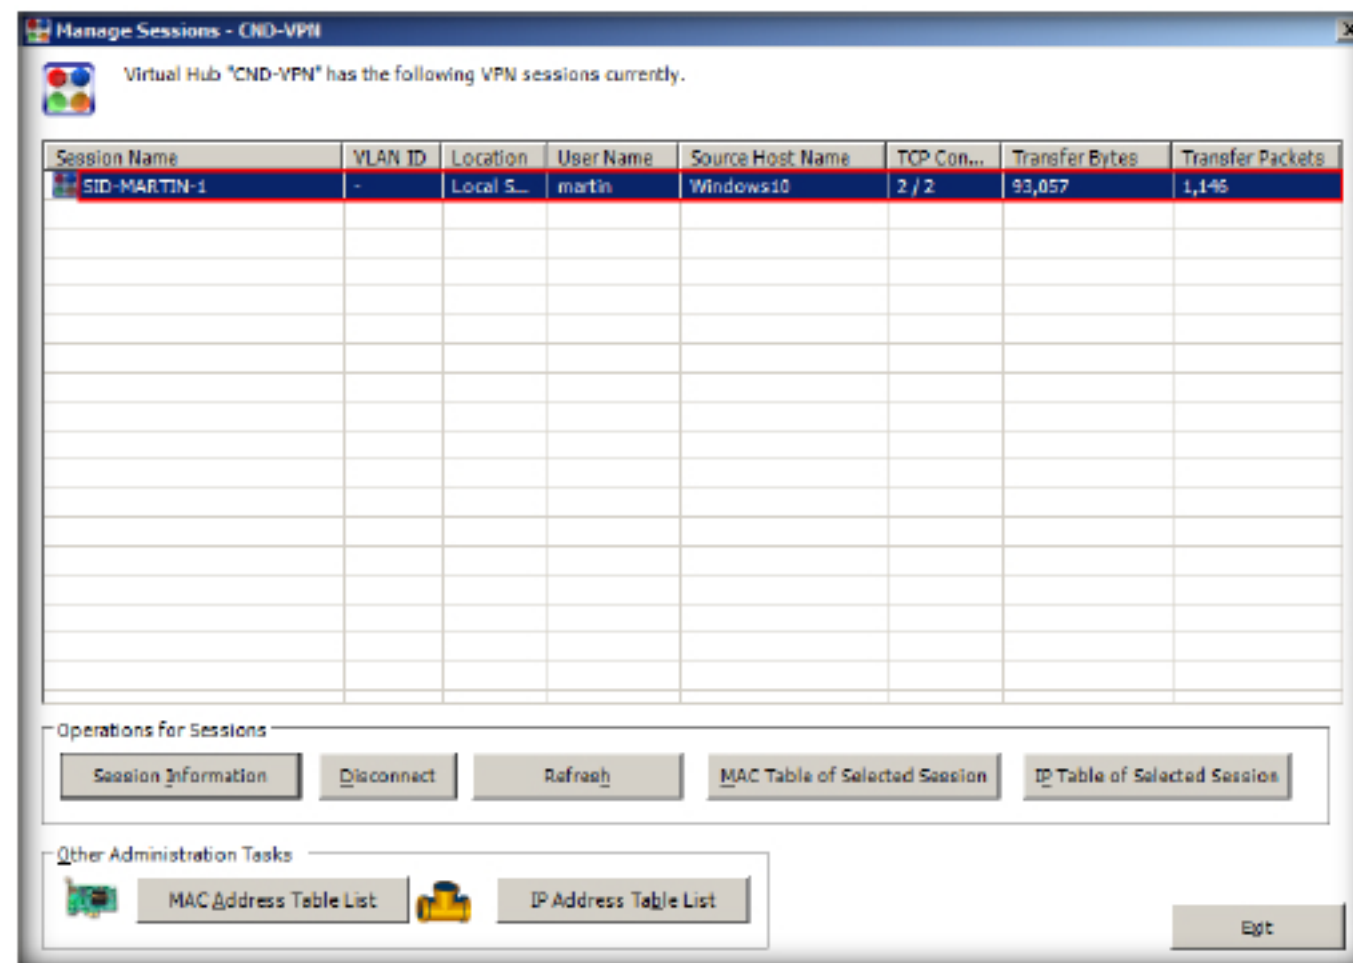 Manage Sessions - CND-VPN
Virtual Hub "CND-VPN" has the following VPN sessions currently.
Session Name VLAN ID Location User Name Source Host Name TCP Con... Transfer Bytes Transfer Packets
SID-MARTIN-1 - Local S... martin Windows10 2 / 2 93,057 1,146
Operations for Sessions
Session Information Disconnect Refresh MAC Table of Selected Session IP Table of Selected Session
Other Administration Tasks
MAC Address Table List IP Address Table List
Exit